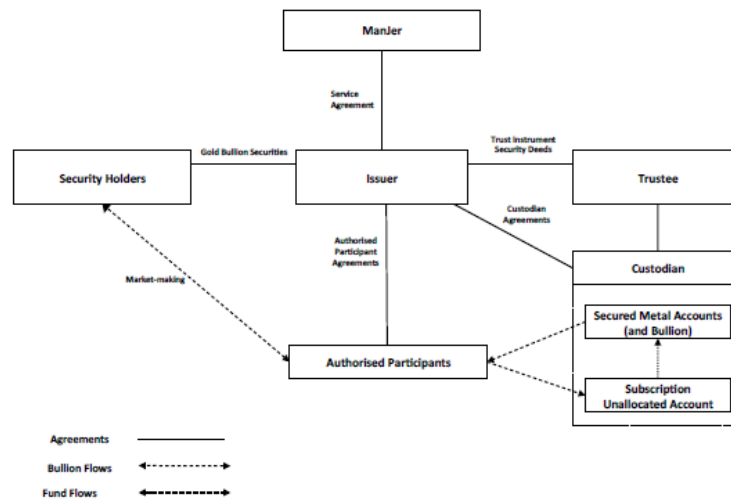 ManJer
Service
Agreement
Gold Bullion Securities
Trust Instrument
Security Deeds
Security Holders
Issuer
Trustee
Custodian
Agreements
Authorised
Participant
Agreements
Custodian
Market-making
Secured Metal Accounts
(and Bullion)
Authorised Participants
Subscription
Unallocated Account
Agreements
Bullion Flows
Fund Flows